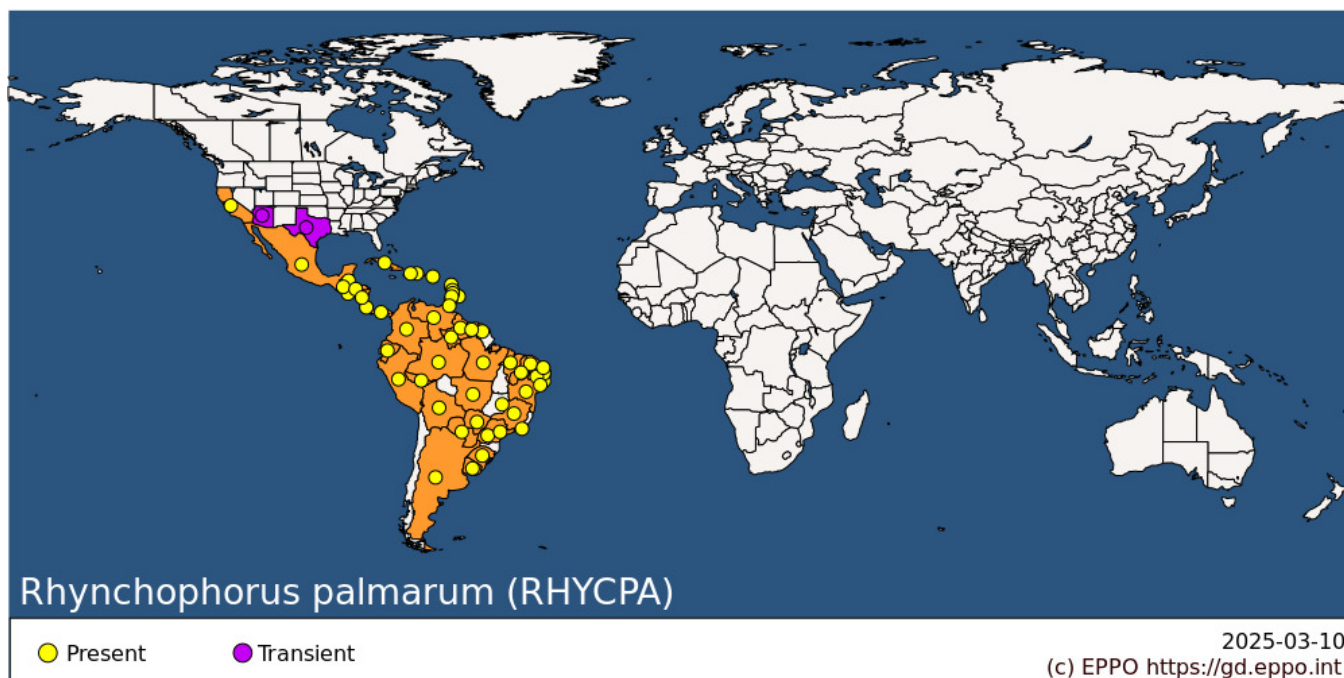 Rhynchophorus palmarum (RHYCPA)
Present
Transient
2025-03-10
(c) EPPO https://gd.eppo.int